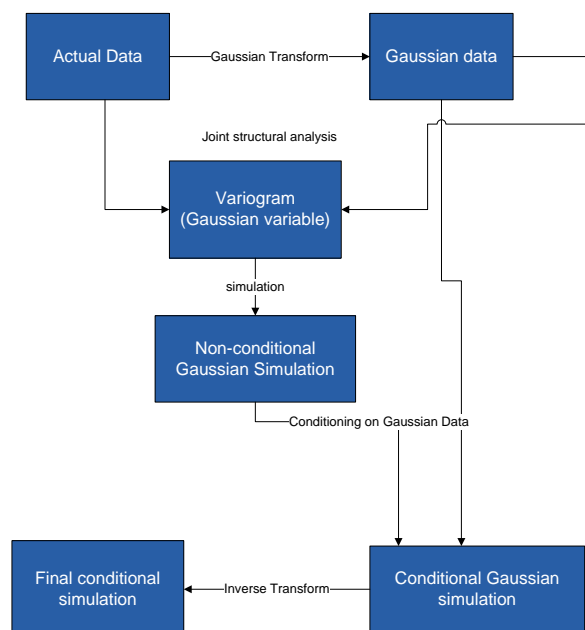 Actual Data
Gaussian Transform
Gaussian data
Joint structural analysis
Variogram
(Gaussian variable)
simulation
Non-conditional
Gaussian Simulation
Conditioning on Gaussian Data
Final conditional
simulation
Inverse Transform
Conditional Gaussian
simulation